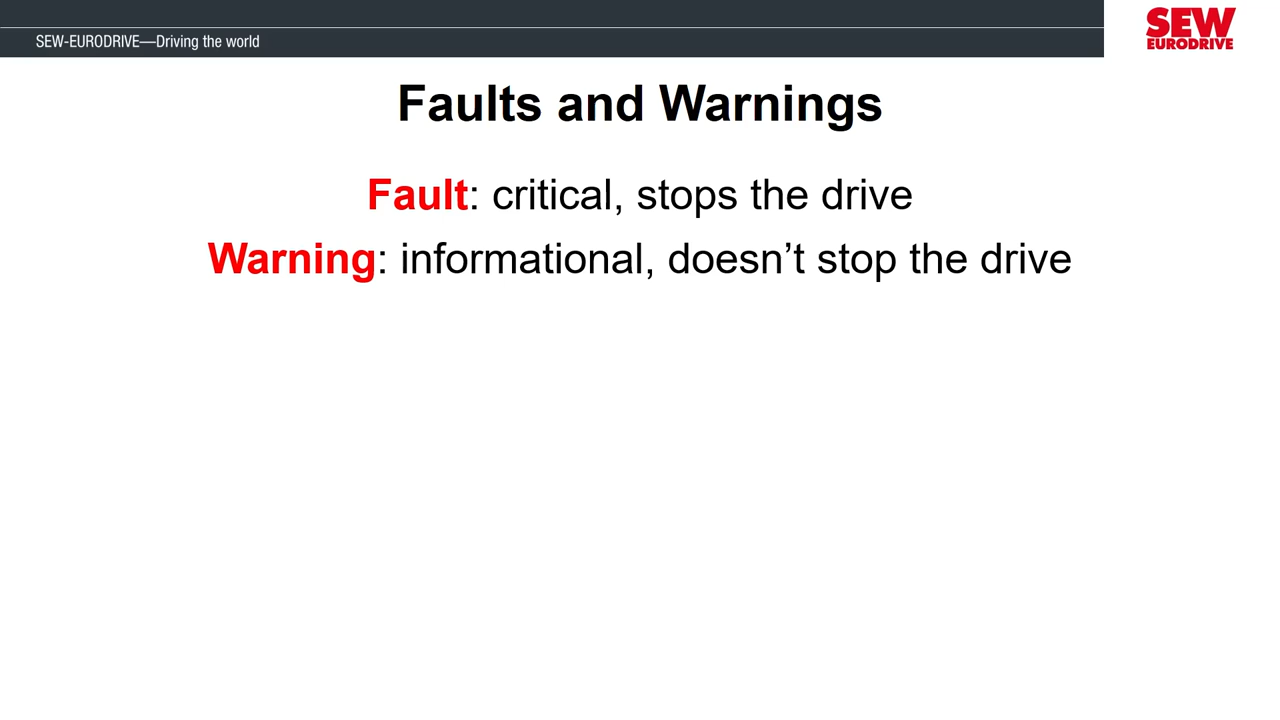 SEW-EURODRIVE—Driving the world
SEW
EURODRIVE
Faults and Warnings
Fault: critical, stops the drive
Warning: informational, doesn’t stop the drive